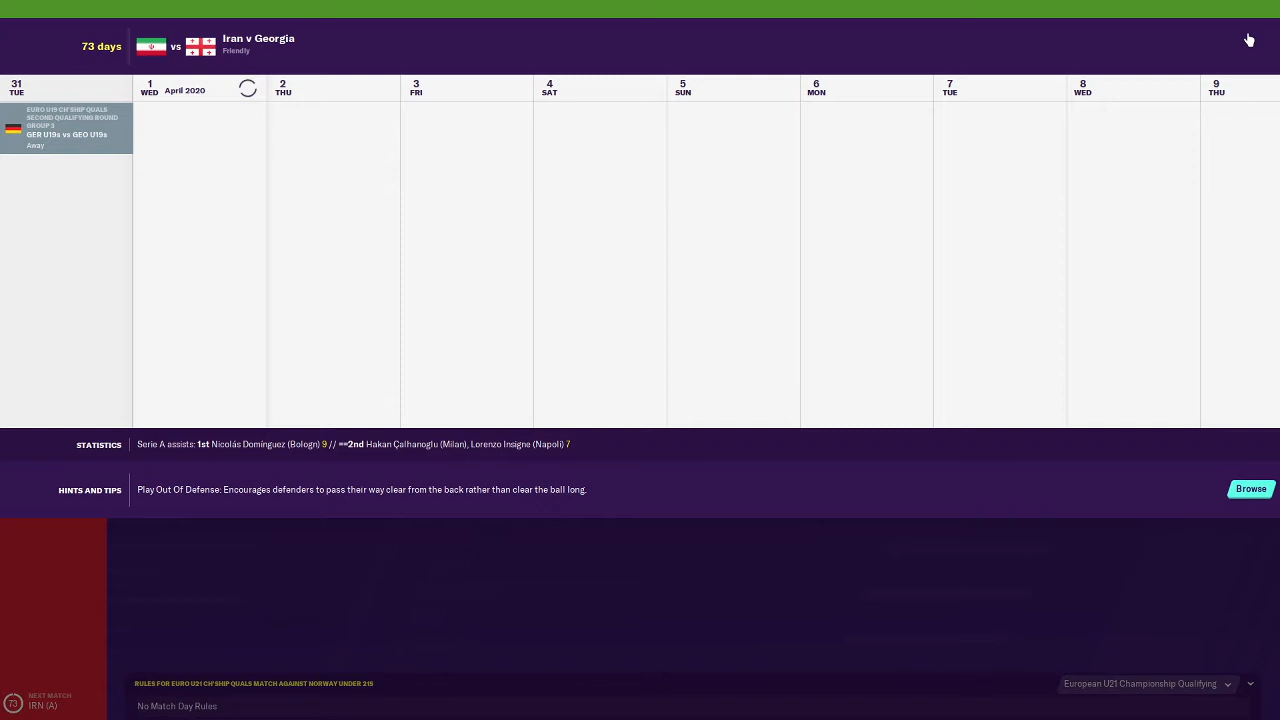 73 days
vs
Iran v Georgia
Friendly
31
TUE
1
WED
April 2020
2
THU
3
FRI
4
SAT
5
SUN
6
MON
7
TUE
8
WED
9
THU
EURO U19 CH'SHIP QUALS
SECOND QUALIFYING ROUND
GROUP 3
GER U19s vs GEO U19s
Away
STATISTICS
Serie A assists: 1st Nicolás Domínguez (Bologn) 9 // ==2nd Hakan Çalhanoglu (Milan), Lorenzo Insigne (Napoli) 7
HINTS AND TIPS
Play Out Of Defense: Encourages defenders to pass their way clear from the back rather than clear the ball long.
Browse
RULES FOR EURO U21 CH'SHIP QUALS MATCH AGAINST NORWAY UNDER 21S
European U21 Championship Qualifying
No Match Day Rules
73
NEXT MATCH
IRN (A)